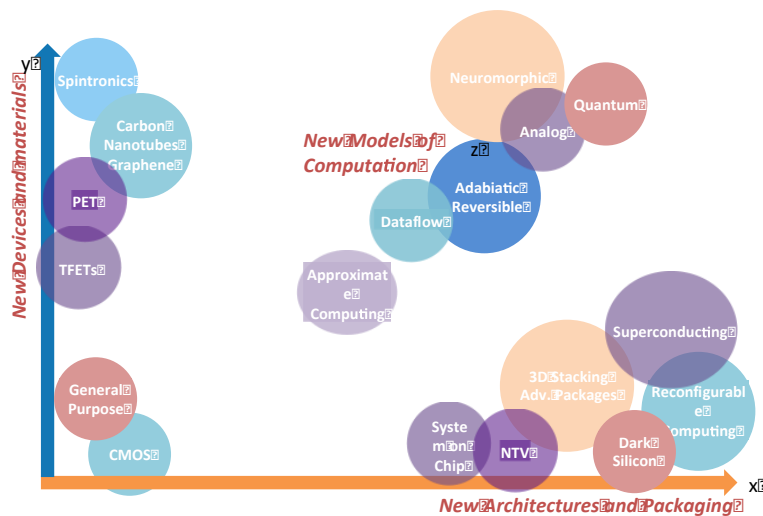 y
Spintronics
Carbon
Nanotubes
Graphene
PET
TFETs
New Devices and materials
General
Purpose
CMOS
Neuromorphic
Quantum
Analog
New Models of
Computation
z
Adabiatic
Reversible
Dataflow
Approximat
e
Computing
Superconducting
3D Stacking
Adv. Packages
Reconfigurabl
e
Computing
Syste
m on
Chip
NTV
Dark
Silicon
x
New Architectures and Packaging